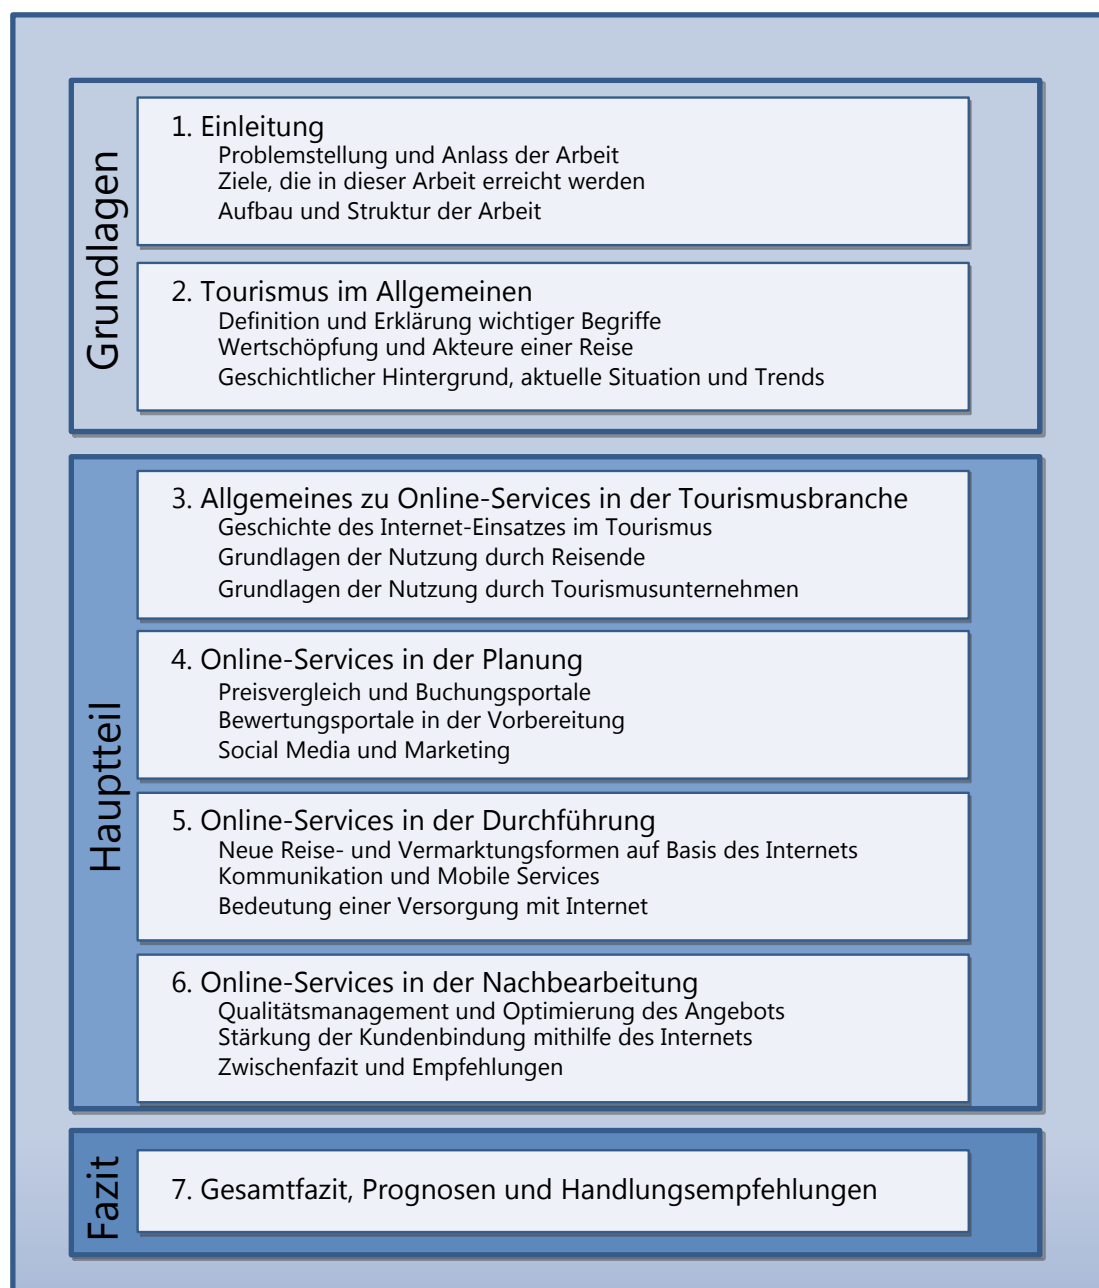 Grundlagen
1. Einleitung
Problemstellung und Anlass der Arbeit
Ziele, die in dieser Arbeit erreicht werden
Aufbau und Struktur der Arbeit
2. Tourismus im Allgemeinen
Definition und Erklärung wichtiger Begriffe
Wertschöpfung und Akteure einer Reise
Geschichtlicher Hintergrund, aktuelle Situation und Trends
Hauptteil
3. Allgemeines zu Online-Services in der Tourismusbranche
Geschichte des Internet-Einsatzes im Tourismus
Grundlagen der Nutzung durch Reisende
Grundlagen der Nutzung durch Tourismusunternehmen
4. Online-Services in der Planung
Preisvergleich und Buchungsportale
Bewertungsportale in der Vorbereitung
Social Media und Marketing
5. Online-Services in der Durchführung
Neue Reise- und Vermarktungsformen auf Basis des Internets
Kommunikation und Mobile Services
Bedeutung einer Versorgung mit Internet
6. Online-Services in der Nachbearbeitung
Qualitätsmanagement und Optimierung des Angebots
Stärkung der Kundenbindung mithilfe des Internets
Zwischenfazit und Empfehlungen
Fazit
7. Gesamtfazit, Prognosen und Handlungsempfehlungen